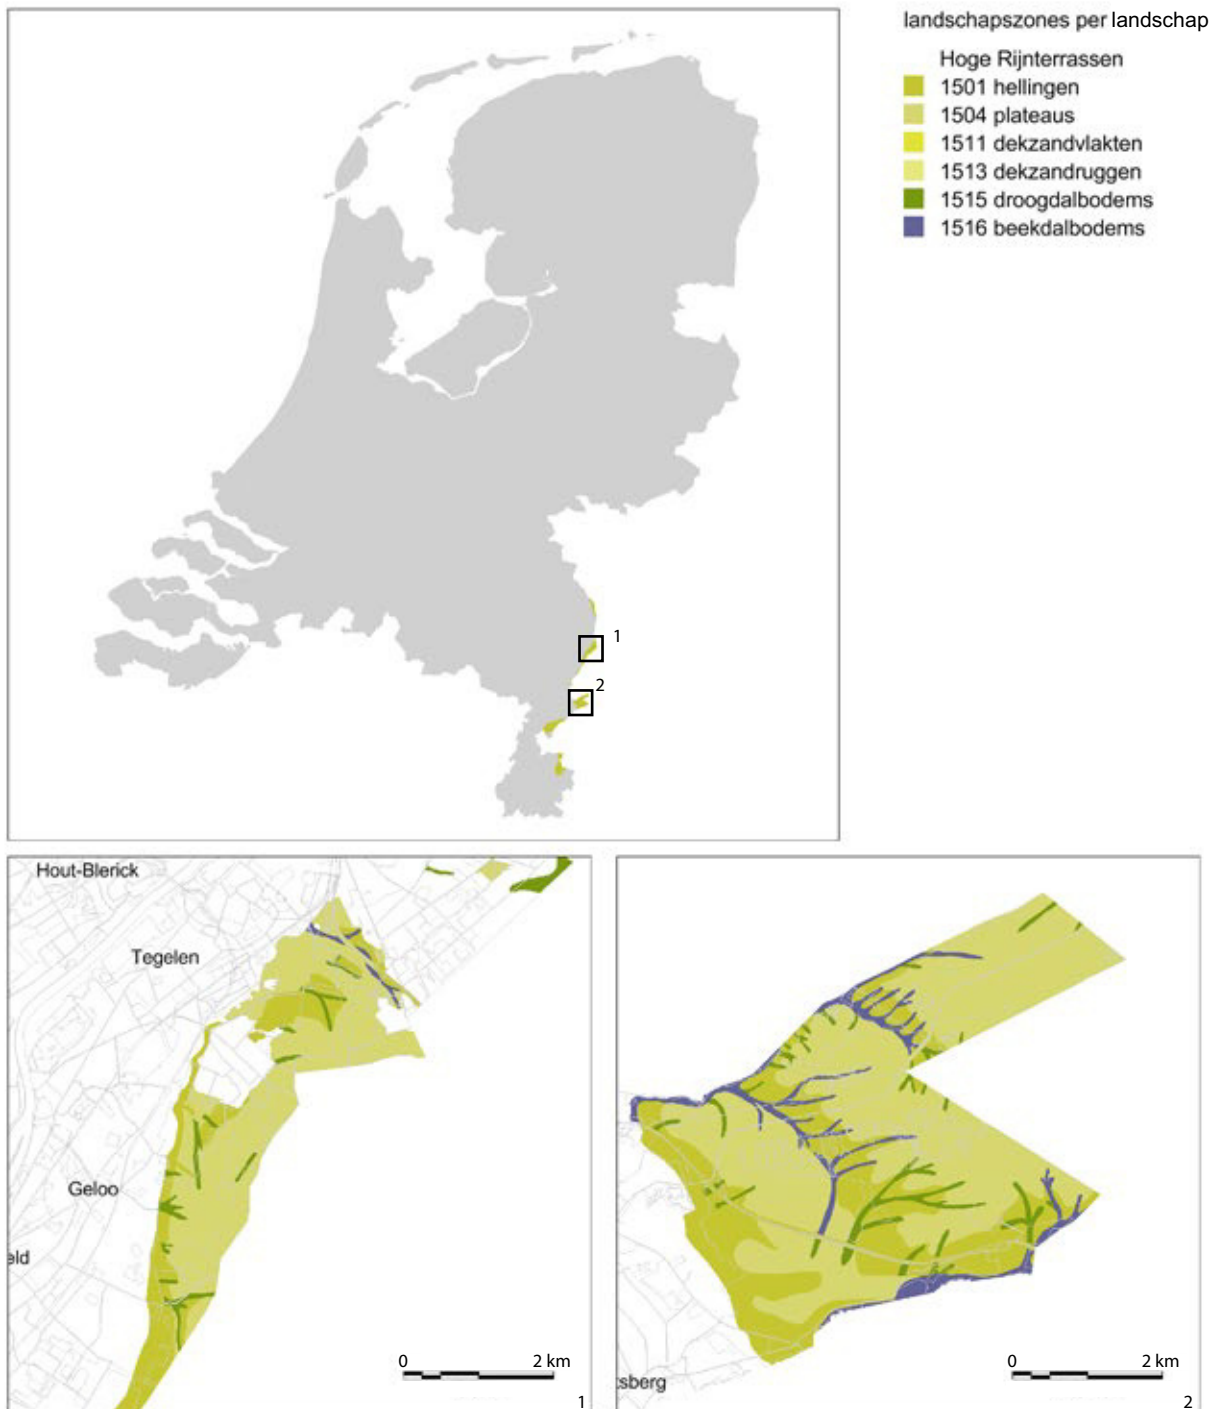 landschapszones per landschap
Hoge Rijnterrassen
1501 hellingen
1504 plateaus
1511 dekzandvlakten
1513 dekzandruggen
1515 droogdalbodems
1516 beekdalbodems
1
2
Hout-Blerick
Tegelen
Geloo
eld
0 2 km
1
sberg
0 2 km
2